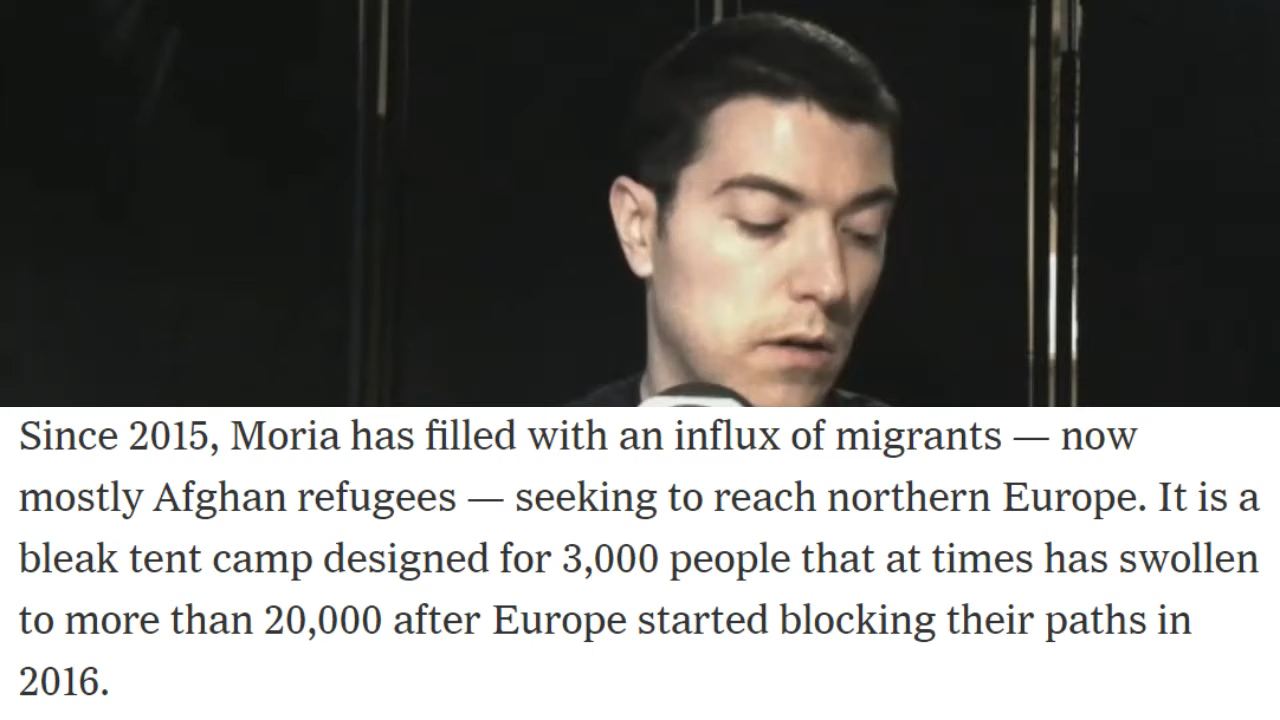 Since 2015, Moria has filled with an influx of migrants — now
mostly Afghan refugees — seeking to reach northern Europe. It is a
bleak tent camp designed for 3,000 people that at times has swollen
to more than 20,000 after Europe started blocking their paths in
2016.